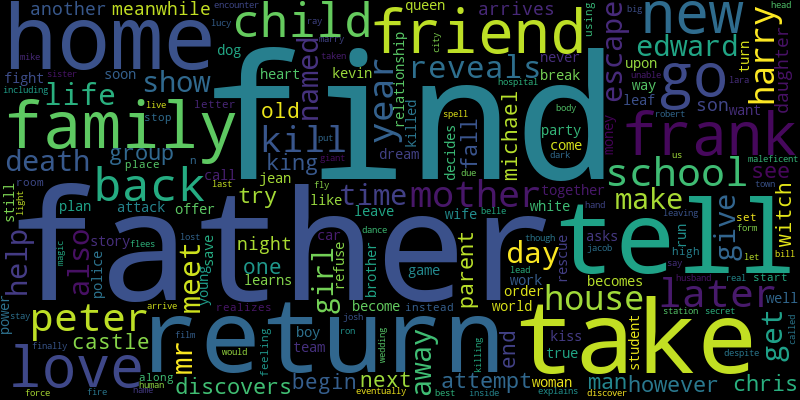 another meanwhile child friend queen arrives new encounter lucy ray marry city using big head
home dog named year relationship kevin never escape edward turn harry daughter
mike sister show heart break upon go
soon find hospital way
fight reveals unable lara
including life old michael killed body leaf son want
family letter live stop kill spell party money frank robert
death group king put decides fall due come dark us maleficent
place n jean dream giant school see
room call mother together town
still light back last try fly like time hand make witch
plan attack offer leave wife white tell leaving give set form bill
help also father dance belle though day run let
magic story flees night car parent asks jacob high say
police lost save young one refuse brother game lead work rescue becomes husband real start
power meet learns girl order house later well
peter arrive realizes become instead world station secret
stay castle mr film boy josh ron return end kiss take student get called
finally would team wedding true despite
love along human feeling next away killing attempt woman man however chris
force fire name discovers begin eventually best inside explains discover